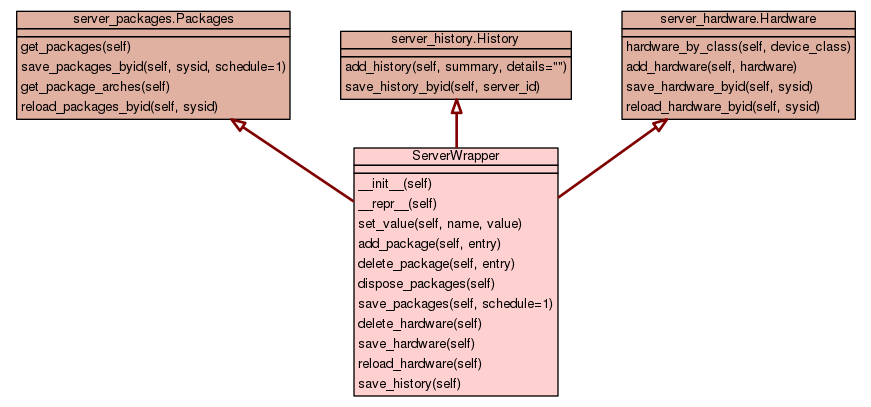 server_packages.Packages
get_packages(self)
save_packages_byid(self, sysid, schedule=1)
get_package_arches(self)
reload_packages_byid(self, sysid)
server_history.History
add_history(self, summary, details="")
save_history_byid(self, server_id)
server_hardware.Hardware
hardware_by_class(self, device_class)
add_hardware(self, hardware)
save_hardware_byid(self, sysid)
reload_hardware_byid(self, sysid)
ServerWrapper
__init__(self)
__repr__(self)
set_value(self, name, value)
add_package(self, entry)
delete_package(self, entry)
dispose_packages(self)
save_packages(self, schedule=1)
delete_hardware(self)
save_hardware(self)
reload_hardware(self)
save_history(self)